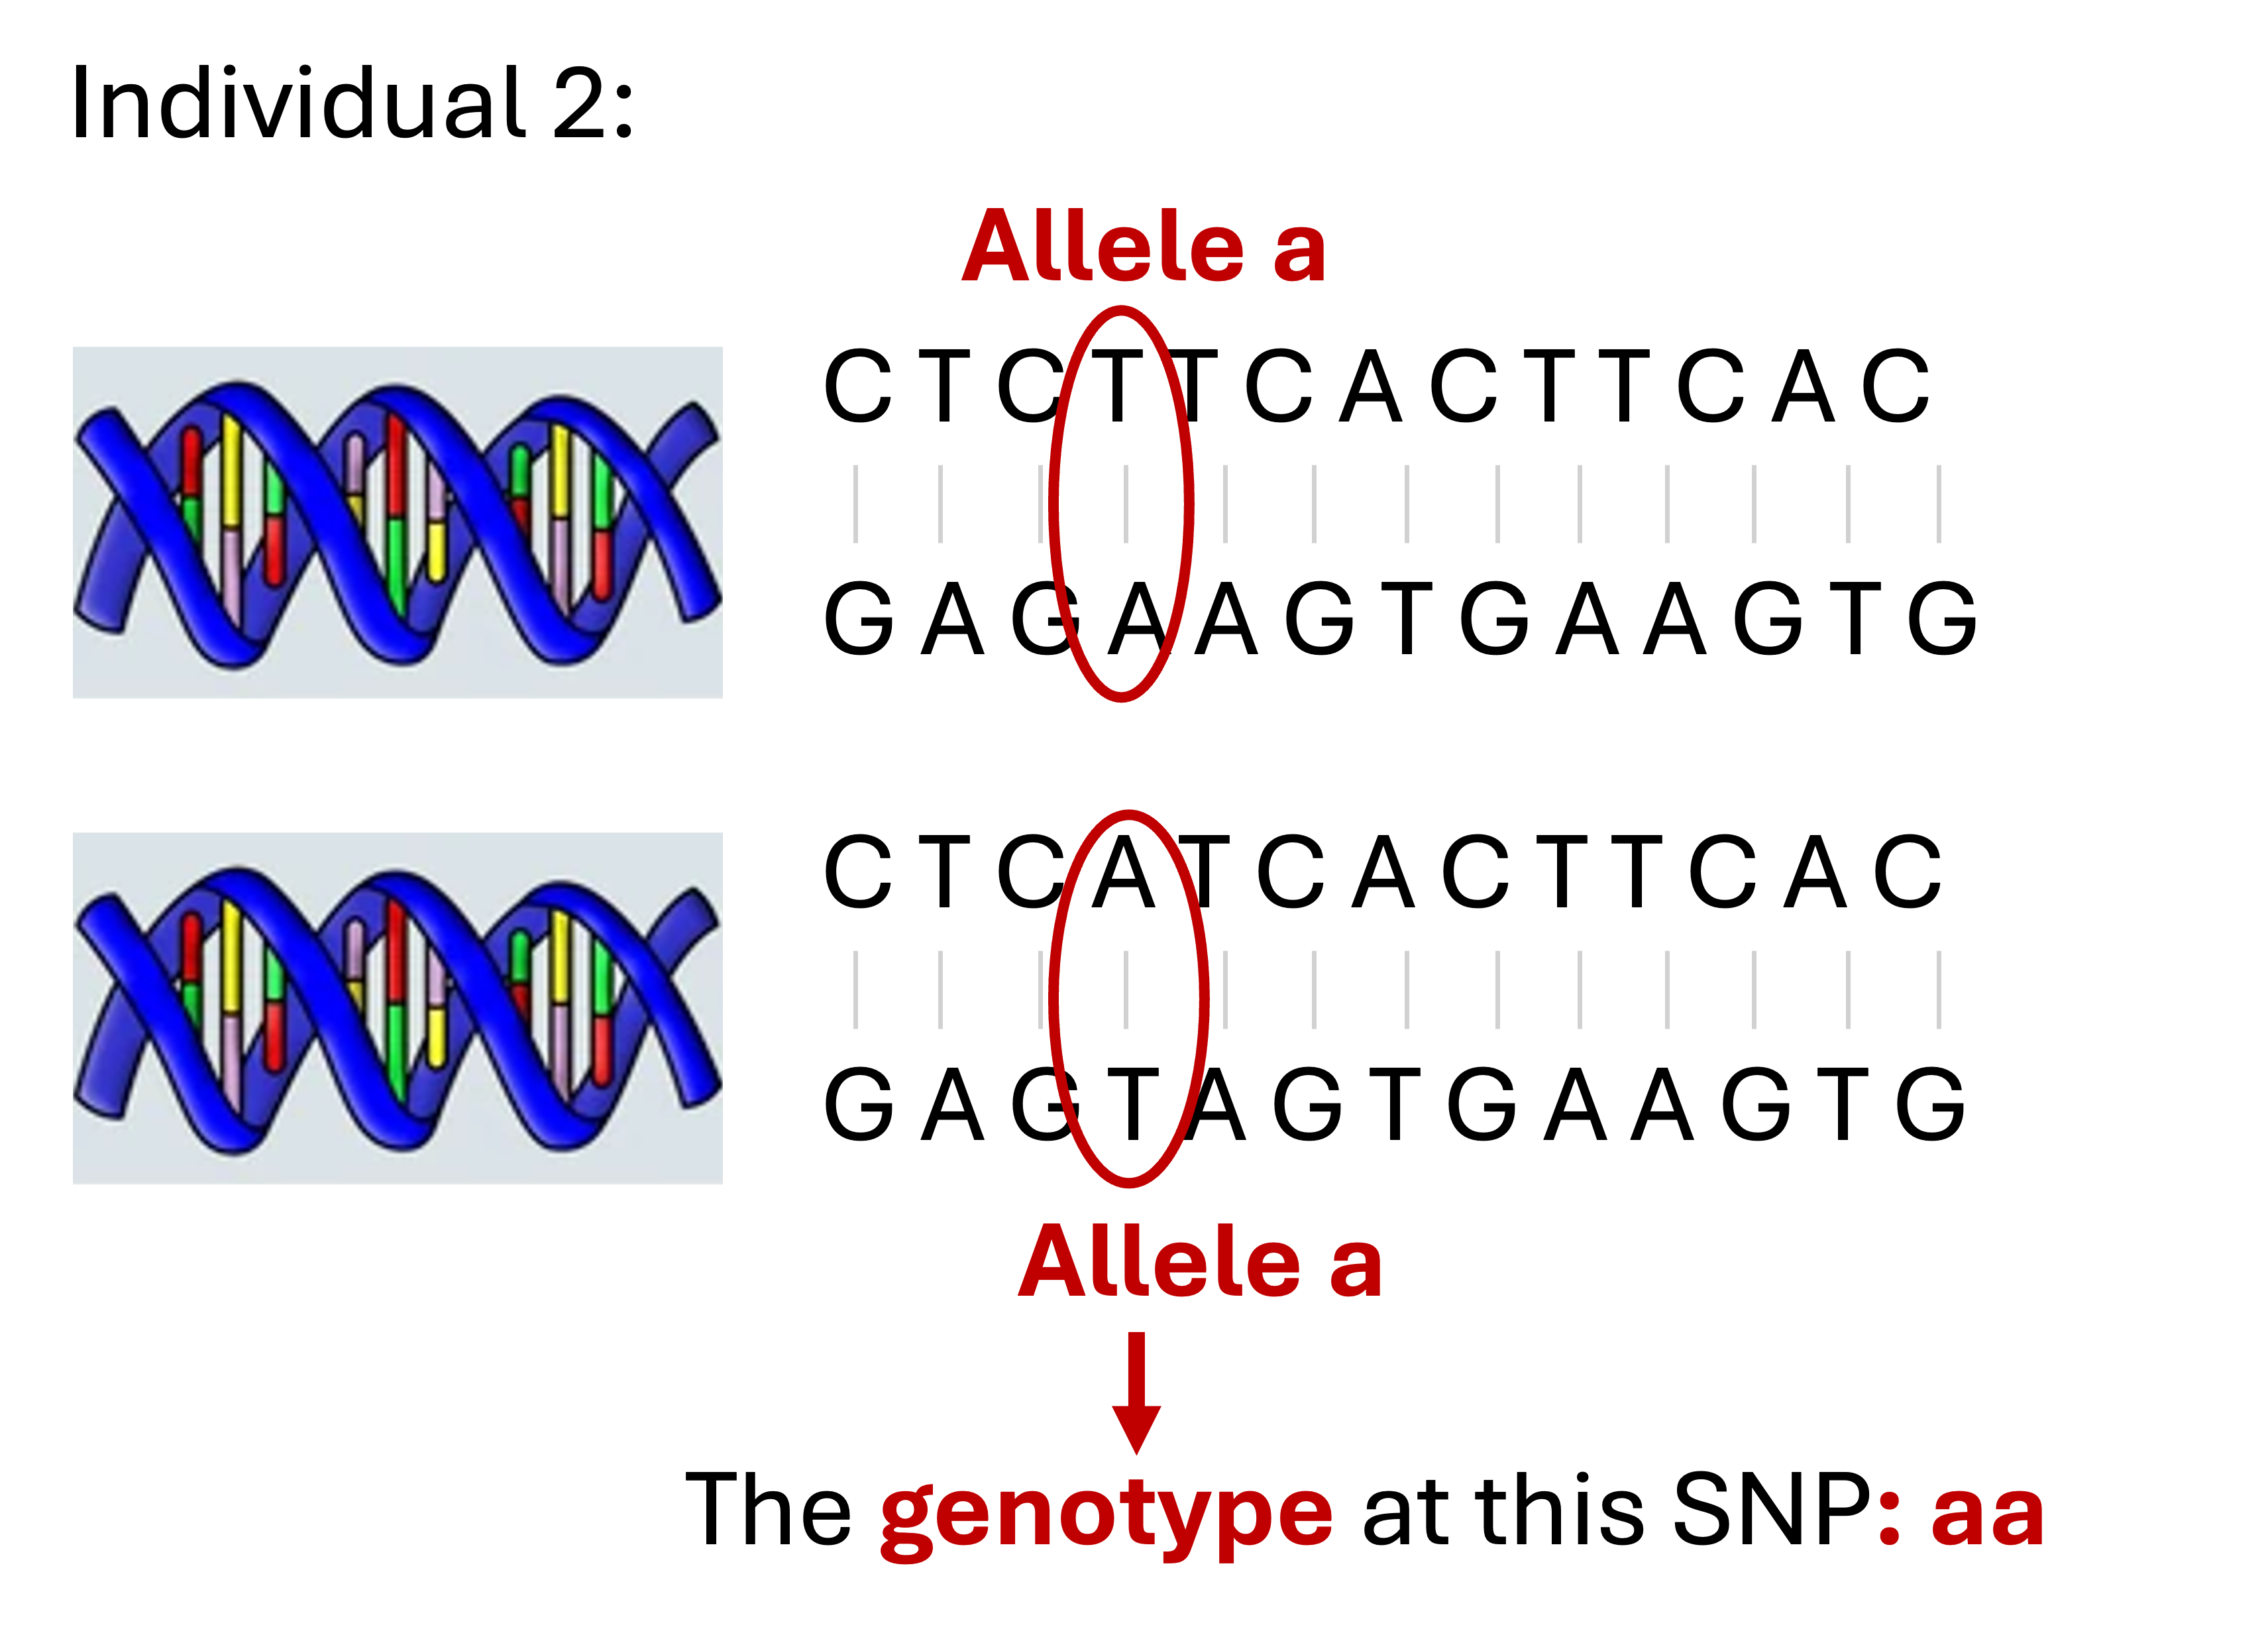 Individual 2:
Allele a
C T C T T C A C T T C A C
G A G A A G T G A A G T G
C T C A T C A C T T C A C
G A G T A G T G A A G T G
Allele a
The genotype at this SNP: aa